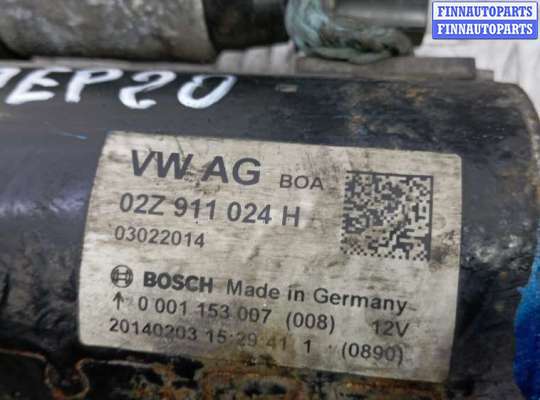 FINNAUTOPARTS
FINNAUTOPARTS
VW AG BOA
02Z 911 024 H
03022014
BOSCH Made in Germany
0 001 153 007 (008) 12V
20140203 15:29:41 1 (0890)